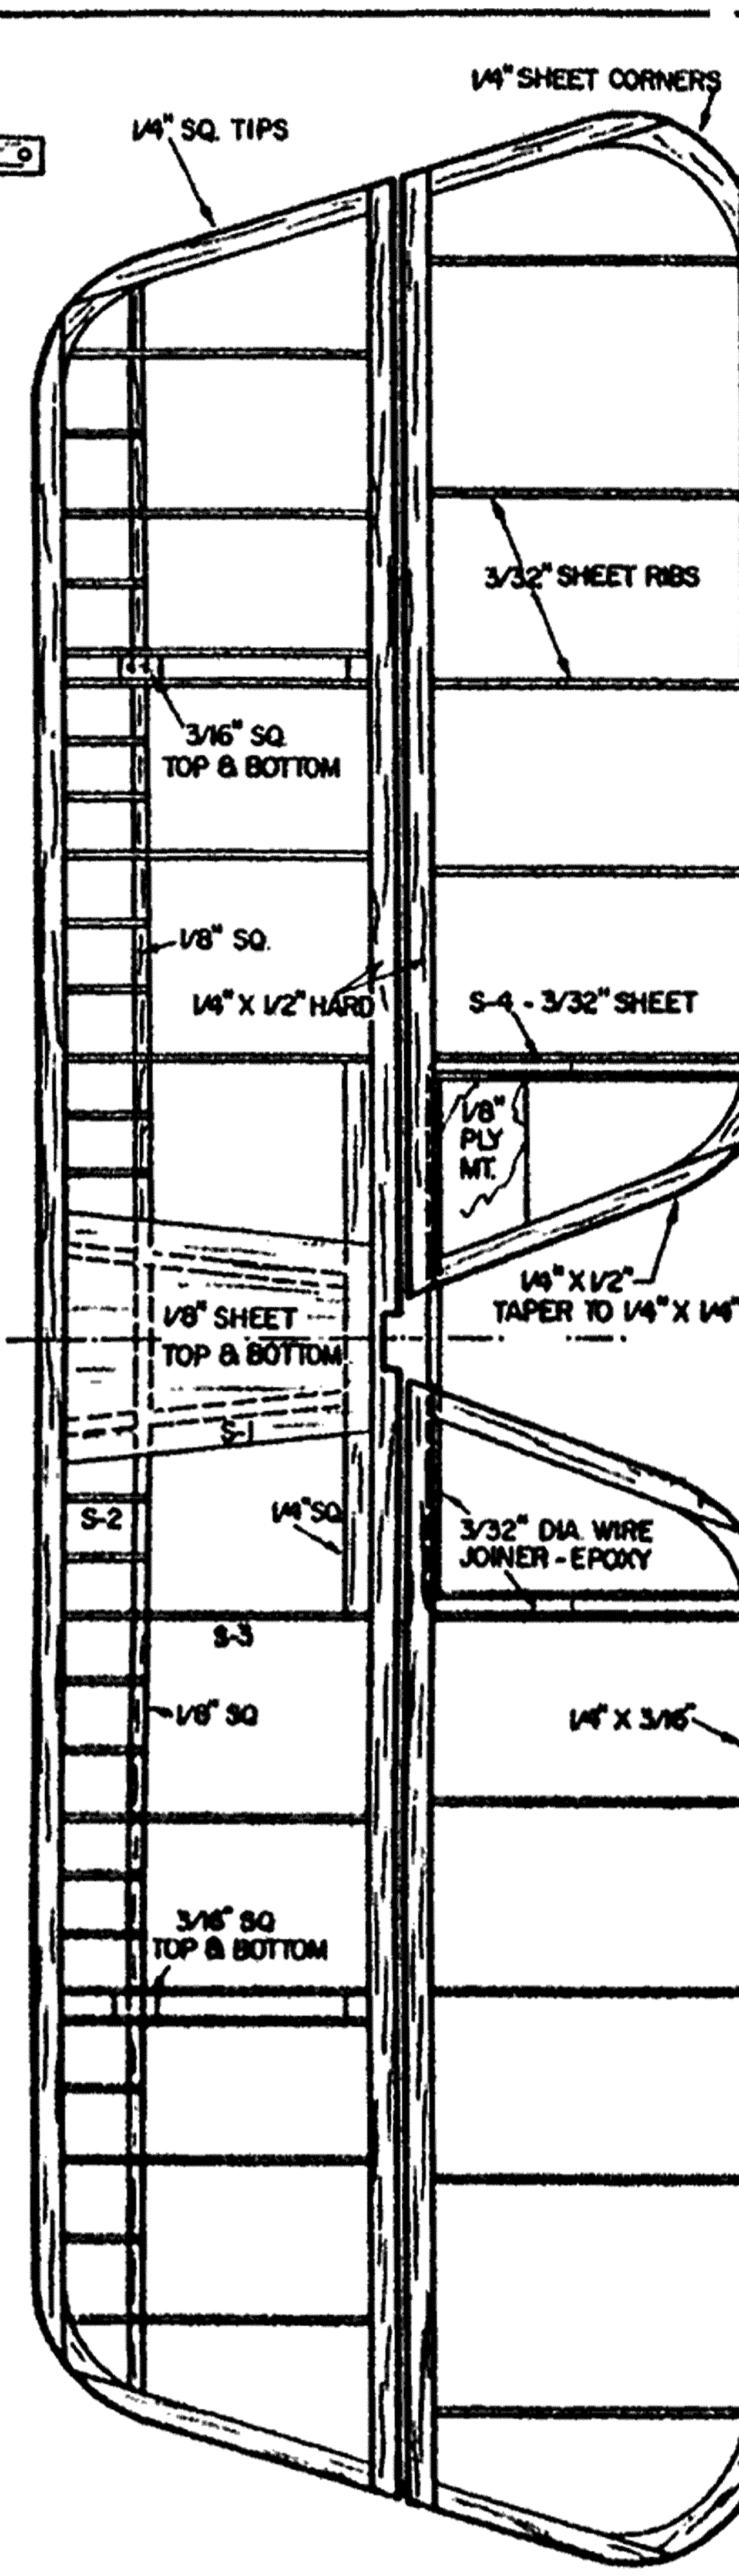 1/4" SHEET CORNERS
1/4" SQ. TIPS
3/32" SHEET RIBS
3/16" SQ.
TOP & BOTTOM
1/8" SQ.
1/4" X 1/2" HARD
S-4 - 3/32" SHEET
1/8"
PLY
MT.
1/4" X 1/2"
TAPER TO 1/4" X 1/4"
1/8" SHEET
TOP & BOTTOM
S-1
S-2
1/4" SQ.
3/32" DIA. WIRE
JOINER - EPOXY
S-3
1/8" SQ
1/4" X 3/16"
3/16" SQ
TOP & BOTTOM